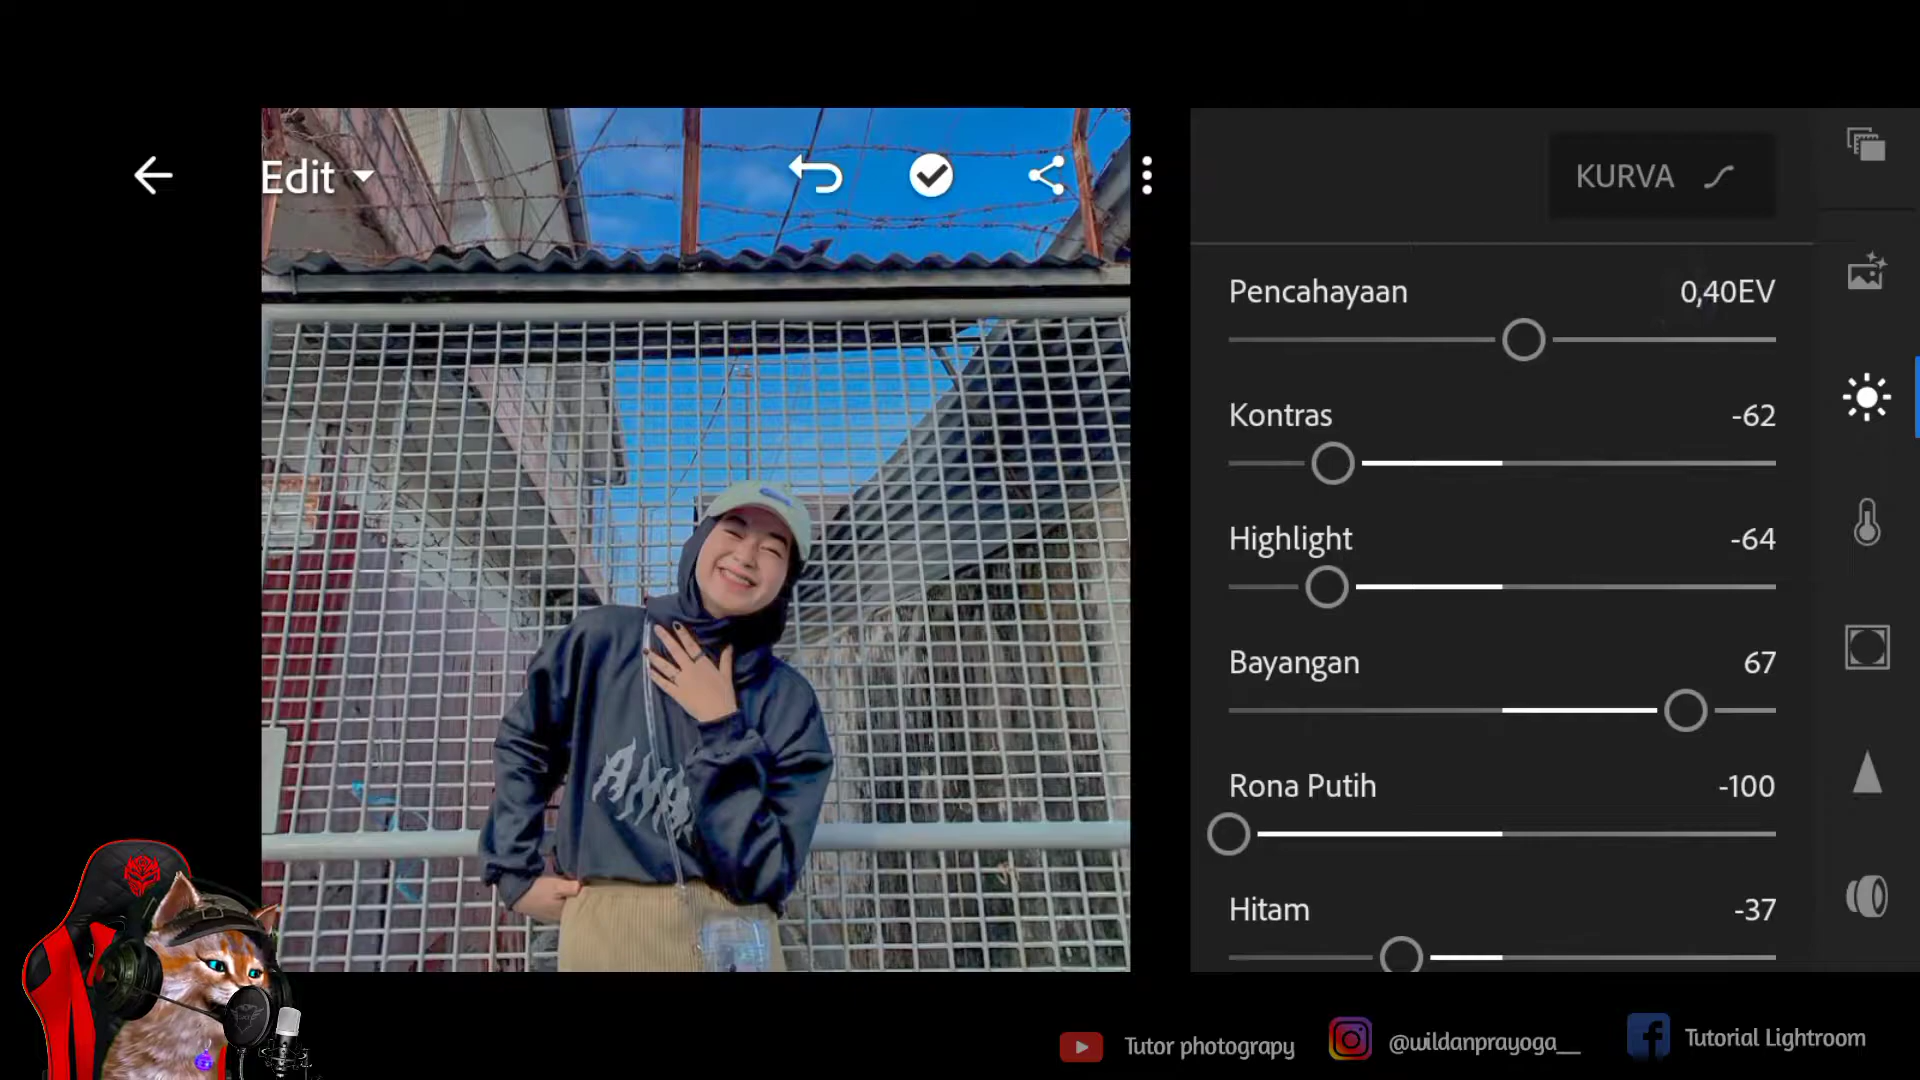 Edit
KURVA
Pencahayaan 0,40EV
Kontras -62
Highlight -64
Bayangan 67
Rona Putih -100
Hitam -37
Tutor photograpy
@wildanprayoga__
Tutorial Lightroom